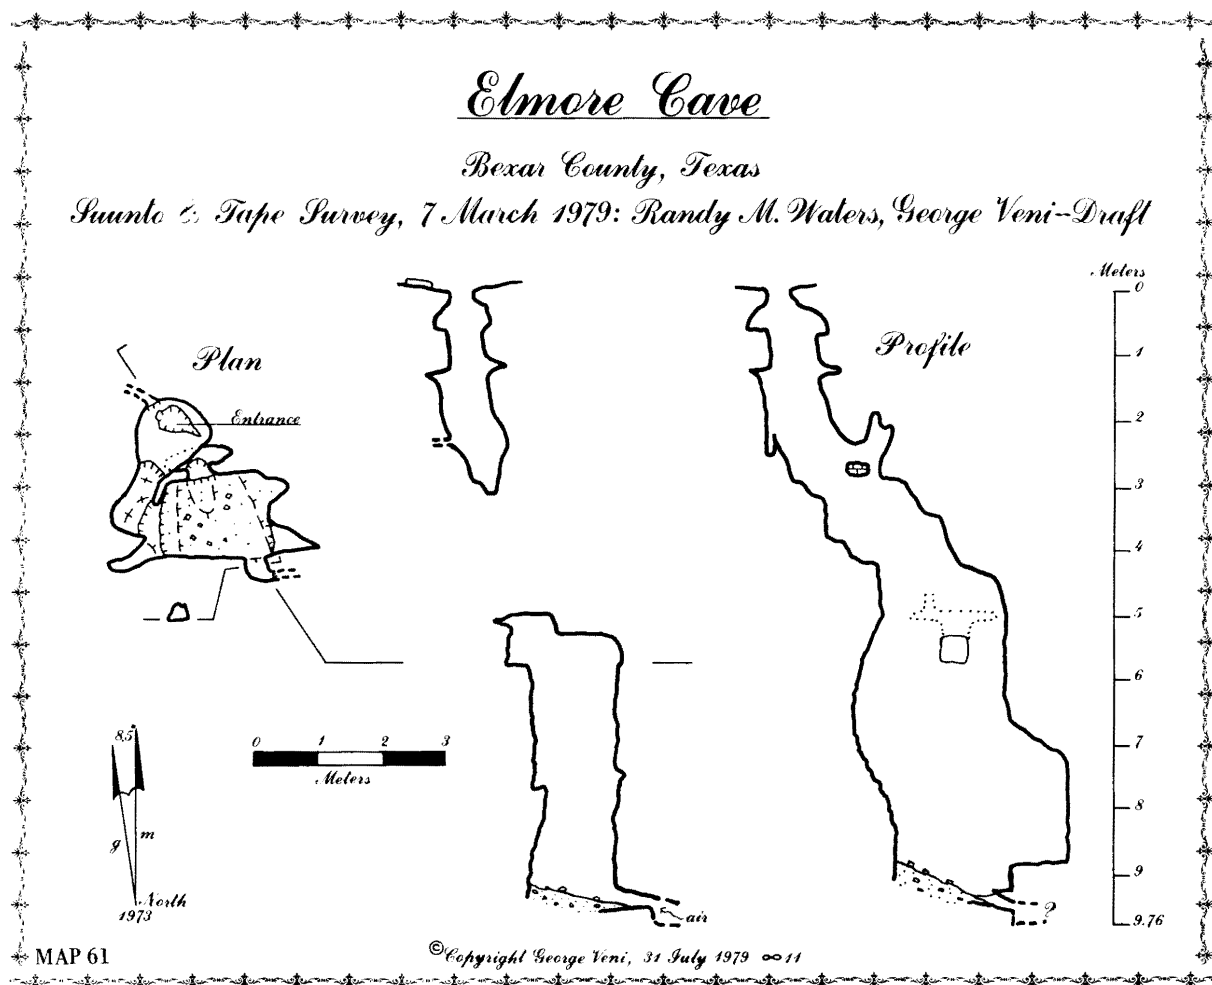 Elmore Cave
Bexar County, Texas
Suunto & Tape Survey, 7 March 1979: Randy M. Waters, George Veni--Draft
Meters
0
1
2
3
4
5
6
7
8
9
9.76
Plan
Profile
Entrance
8.5
g
m
North
1973
0 1 2 3
Meters
air
?
MAP 61
©Copyright George Veni, 31 July 1979 ∞11